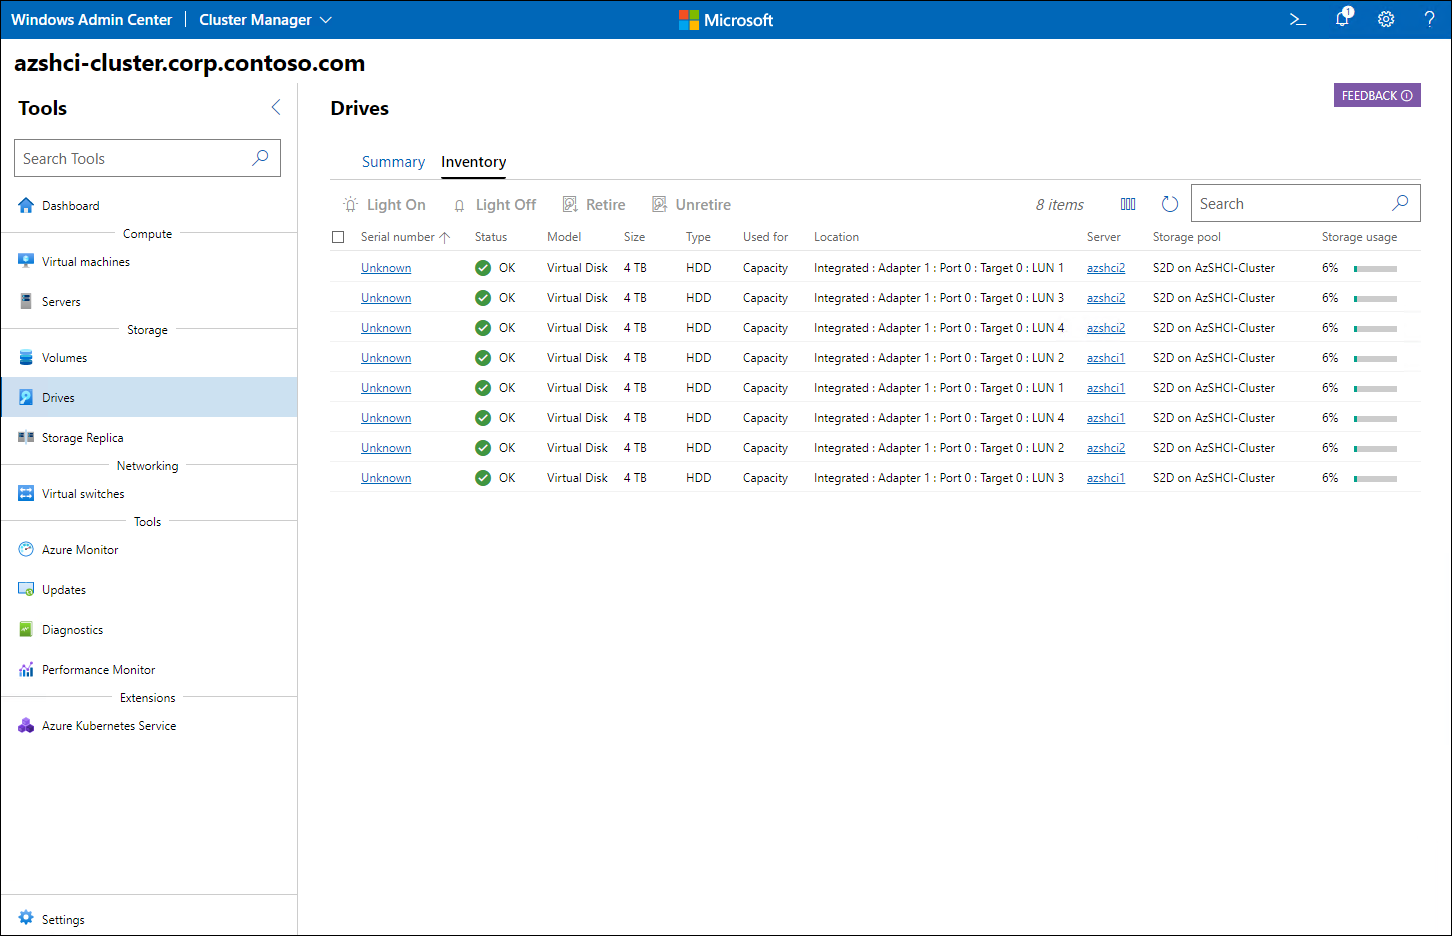 Windows Admin Center | Cluster Manager Microsoft 1
azshci-cluster.corp.contoso.com
Tools
Search Tools
Dashboard
Compute
Virtual machines
Servers
Storage
Volumes
Drives
Storage Replica
Networking
Virtual switches
Tools
Azure Monitor
Updates
Diagnostics
Performance Monitor
Extensions
Azure Kubernetes Service
Settings
Drives
FEEDBACK
Summary Inventory
Light On Light Off Retire Unretire 8 items Search
Serial number Status Model Size Type Used for Location Server Storage pool Storage usage
Unknown OK Virtual Disk 4 TB HDD Capacity Integrated : Adapter 1 : Port 0 : Target 0 : LUN 1 azshci2 S2D on AzSHCI-Cluster 6%
Unknown OK Virtual Disk 4 TB HDD Capacity Integrated : Adapter 1 : Port 0 : Target 0 : LUN 3 azshci2 S2D on AzSHCI-Cluster 6%
Unknown OK Virtual Disk 4 TB HDD Capacity Integrated : Adapter 1 : Port 0 : Target 0 : LUN 4 azshci2 S2D on AzSHCI-Cluster 6%
Unknown OK Virtual Disk 4 TB HDD Capacity Integrated : Adapter 1 : Port 0 : Target 0 : LUN 2 azshci1 S2D on AzSHCI-Cluster 6%
Unknown OK Virtual Disk 4 TB HDD Capacity Integrated : Adapter 1 : Port 0 : Target 0 : LUN 1 azshci1 S2D on AzSHCI-Cluster 6%
Unknown OK Virtual Disk 4 TB HDD Capacity Integrated : Adapter 1 : Port 0 : Target 0 : LUN 4 azshci1 S2D on AzSHCI-Cluster 6%
Unknown OK Virtual Disk 4 TB HDD Capacity Integrated : Adapter 1 : Port 0 : Target 0 : LUN 2 azshci2 S2D on AzSHCI-Cluster 6%
Unknown OK Virtual Disk 4 TB HDD Capacity Integrated : Adapter 1 : Port 0 : Target 0 : LUN 3 azshci1 S2D on AzSHCI-Cluster 6%